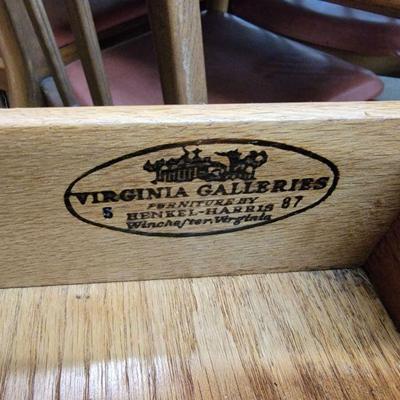 VIRGINIA GALLERIES
FURNITURE BY
5 HENKEL-HARRIS 87
Winchester, Virginia